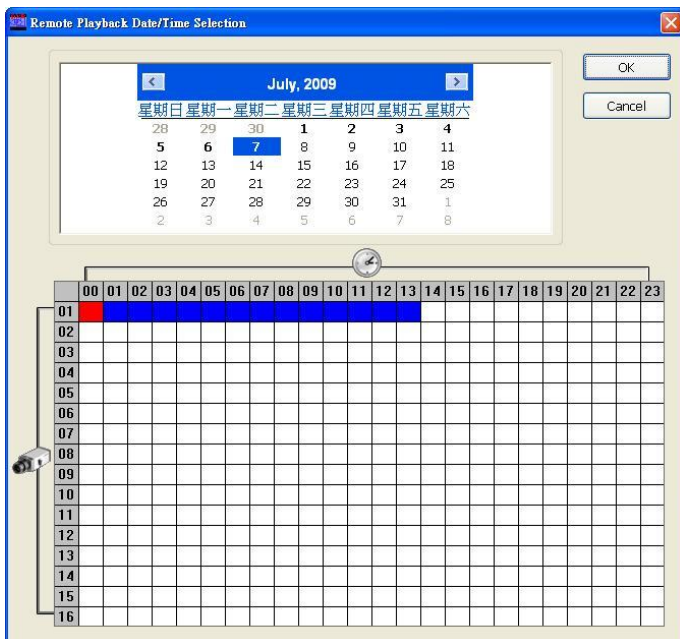 Remote Playback Date/Time Selection
OK
Cancel
July, 2009
星期日 星期一 星期二 星期三 星期四 星期五 星期六
28 29 30 1 2 3 4
5 6 7 8 9 10 11
12 13 14 15 16 17 18
19 20 21 22 23 24 25
26 27 28 29 30 31 1
2 3 4 5 6 7 8
00 01 02 03 04 05 06 07 08 09 10 11 12 13 14 15 16 17 18 19 20 21 22 23
01
02
03
04
05
06
07
08
09
10
11
12
13
14
15
16